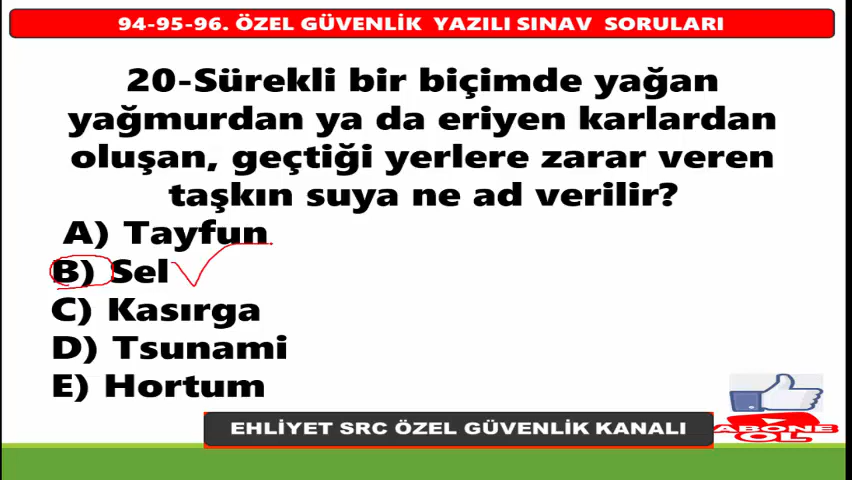 94-95-96. ÖZEL GÜVENLİK YAZILI SINAV SORULARI
20-Sürekli bir biçimde yağan
yağmurdan ya da eriyen karlardan
oluşan, geçtiği yerlere zarar veren
taşkın suya ne ad verilir?
A) Tayfun
B) Sel
C) Kasırga
D) Tsunami
E) Hortum
EHLİYET SRC ÖZEL GÜVENLİK KANALI
ABONE
OL